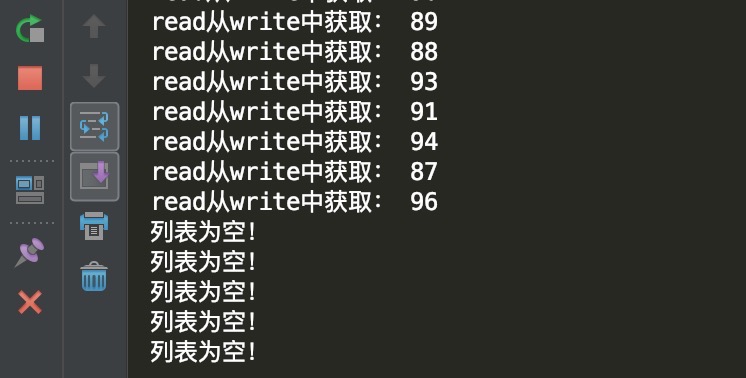 read从write中获取： 89
read从write中获取： 88
read从write中获取： 93
read从write中获取： 91
read从write中获取： 94
read从write中获取： 87
read从write中获取： 96
列表为空!
列表为空!
列表为空!
列表为空!
列表为空!